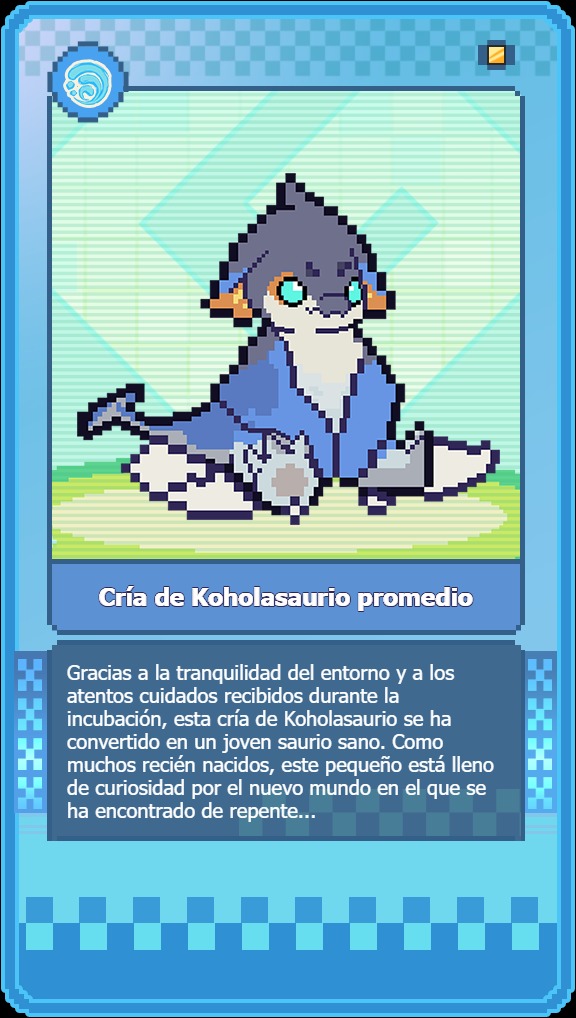 Cría de Koholasaurio promedio
Gracias a la tranquilidad del entorno y a los
atentos cuidados recibidos durante la
incubación, esta cría de Koholasaurio se ha
convertido en un joven saurio sano. Como
muchos recién nacidos, este pequeño está lleno
de curiosidad por el nuevo mundo en el que se
ha encontrado de repente...